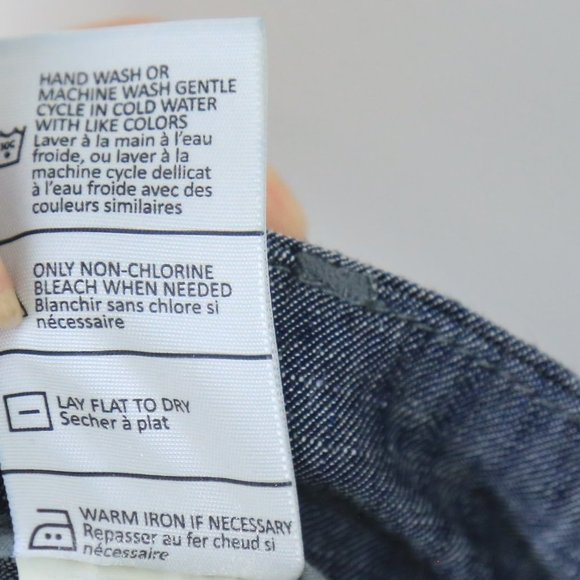 HAND WASH OR
MACHINE WASH GENTLE
CYCLE IN COLD WATER
WITH LIKE COLORS
Laver à la main à l'eau
froide, ou laver à la
machine cycle dellicat
à l'eau froide avec des
couleurs similaires
ONLY NON-CHLORINE
BLEACH WHEN NEEDED
Blanchir sans chlore si
nécessaire
LAY FLAT TO DRY
Secher à plat
WARM IRON IF NECESSARY
Repasser au fer cheud si
nécessaire